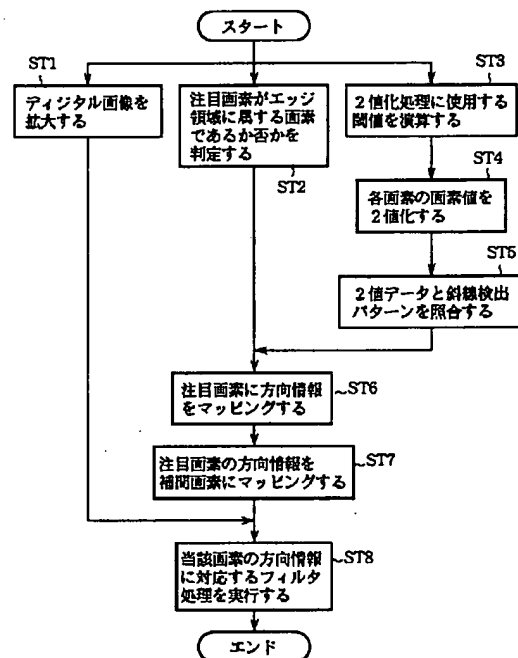 スタート
ST1
ディジタル画像を
拡大する
注目画素がエッジ
領域に属する画素
であるか否かを
判定する
ST2
ST3
2値化処理に使用する
閾値を演算する
ST4
各画素の画素値を
2値化する
ST5
2値データと斜線検出
パターンを照合する
注目画素に方向情報
をマッピングする
ST6
注目画素の方向情報を
補間画素にマッピングする
ST7
当該画素の方向情報
に対応するフィルタ
処理を実行する
ST8
エンド